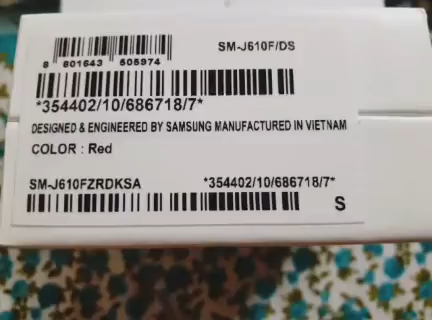 SM-J610F/DS
8 801643 505974
*354402/10/686718/7*
DESIGNED & ENGINEERED BY SAMSUNG MANUFACTURED IN VIETNAM
COLOR : Red
SM-J610FZRDKSA *354402/10/686718/7*
S